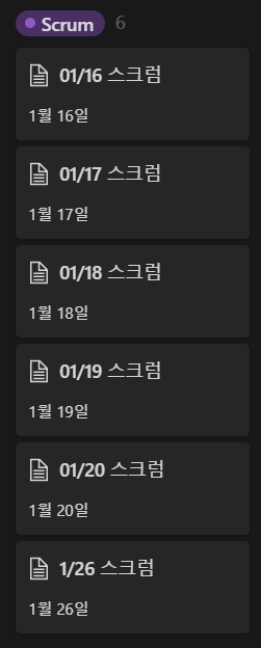 Scrum 6
01/16 스크럼
1월 16일
01/17 스크럼
1월 17일
01/18 스크럼
1월 18일
01/19 스크럼
1월 19일
01/20 스크럼
1월 20일
1/26 스크럼
1월 26일